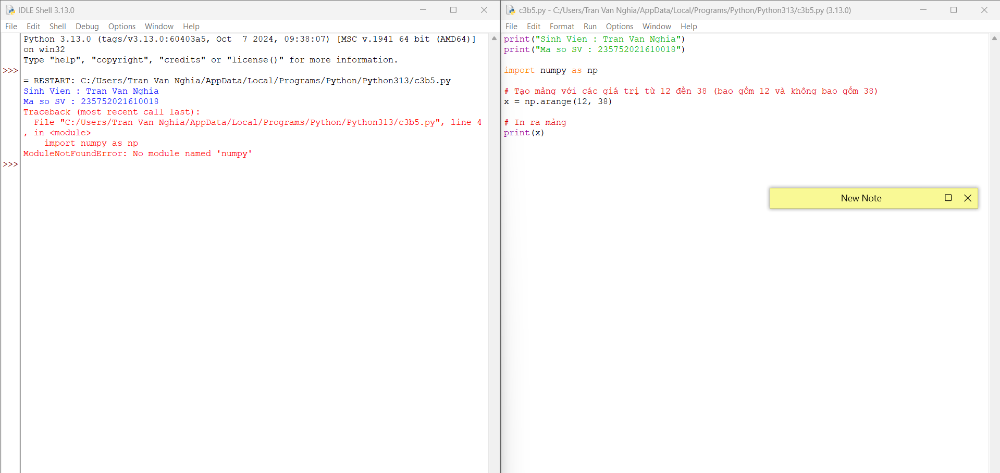 IDLE Shell 3.13.0
File Edit Shell Debug Options Window Help
Python 3.13.0 (tags/v3.13.0:60403a5, Oct  7 2024, 09:38:07) [MSC v.1941 64 bit (AMD64)]
on win32
Type "help", "copyright", "credits" or "license()" for more information.
>>>
= RESTART: C:/Users/Tran Van Nghia/AppData/Local/Programs/Python/Python313/c3b5.py
Sinh Vien : Tran Van Nghia
Ma so SV : 235752021610018
Traceback (most recent call last):
  File "C:/Users/Tran Van Nghia/AppData/Local/Programs/Python/Python313/c3b5.py", line 4
, in <module>
    import numpy as np
ModuleNotFoundError: No module named 'numpy'
>>>
c3b5.py - C:/Users/Tran Van Nghia/AppData/Local/Programs/Python/Python313/c3b5.py (3.13.0)
File Edit Format Run Options Window Help
print("Sinh Vien : Tran Van Nghia")
print("Ma so SV : 235752021610018")
import numpy as np
# Tạo mảng với các giá trị từ 12 đến 38 (bao gồm 12 và không bao gồm 38)
x = np.arange(12, 38)
# In ra mảng
print(x)
New Note